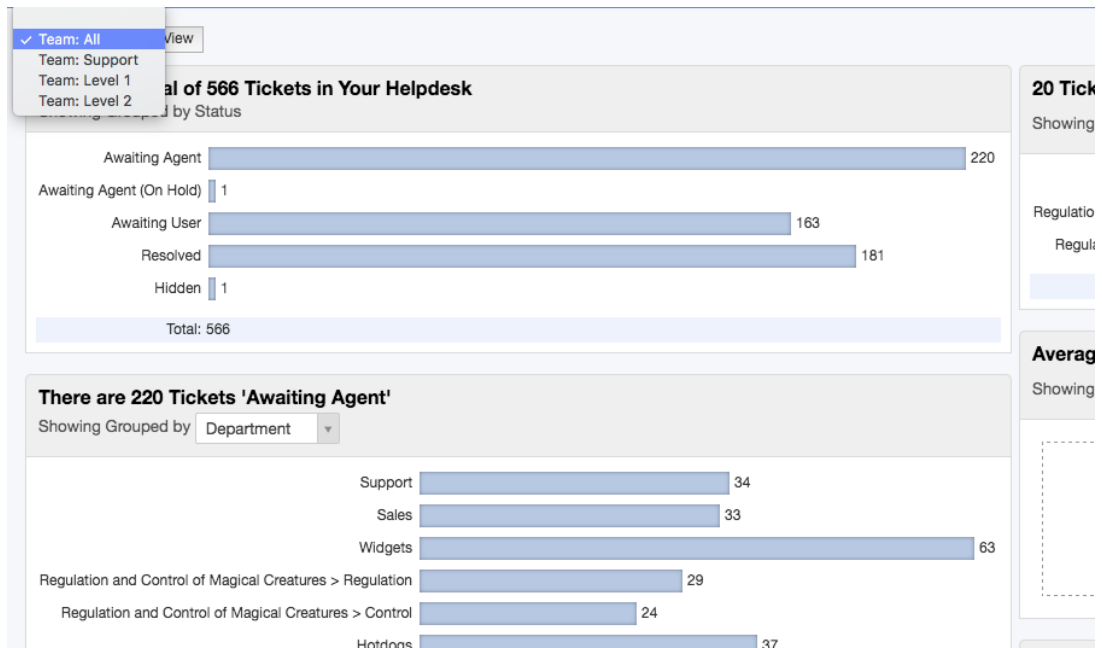 ✓ Team: All
Team: Support
Team: Level 1
Team: Level 2
View
al of 566 Tickets in Your Helpdesk
Showing Grouped by Status
Awaiting Agent 220
Awaiting Agent (On Hold) 1
Awaiting User 163
Resolved 181
Hidden 1
Total: 566
There are 220 Tickets 'Awaiting Agent'
Showing Grouped by Department
Support 34
Sales 33
Widgets 63
Regulation and Control of Magical Creatures > Regulation 29
Regulation and Control of Magical Creatures > Control 24
Hotdogs 37
20 Tick
Showing
Regulatio
Regula
Averag
Showing